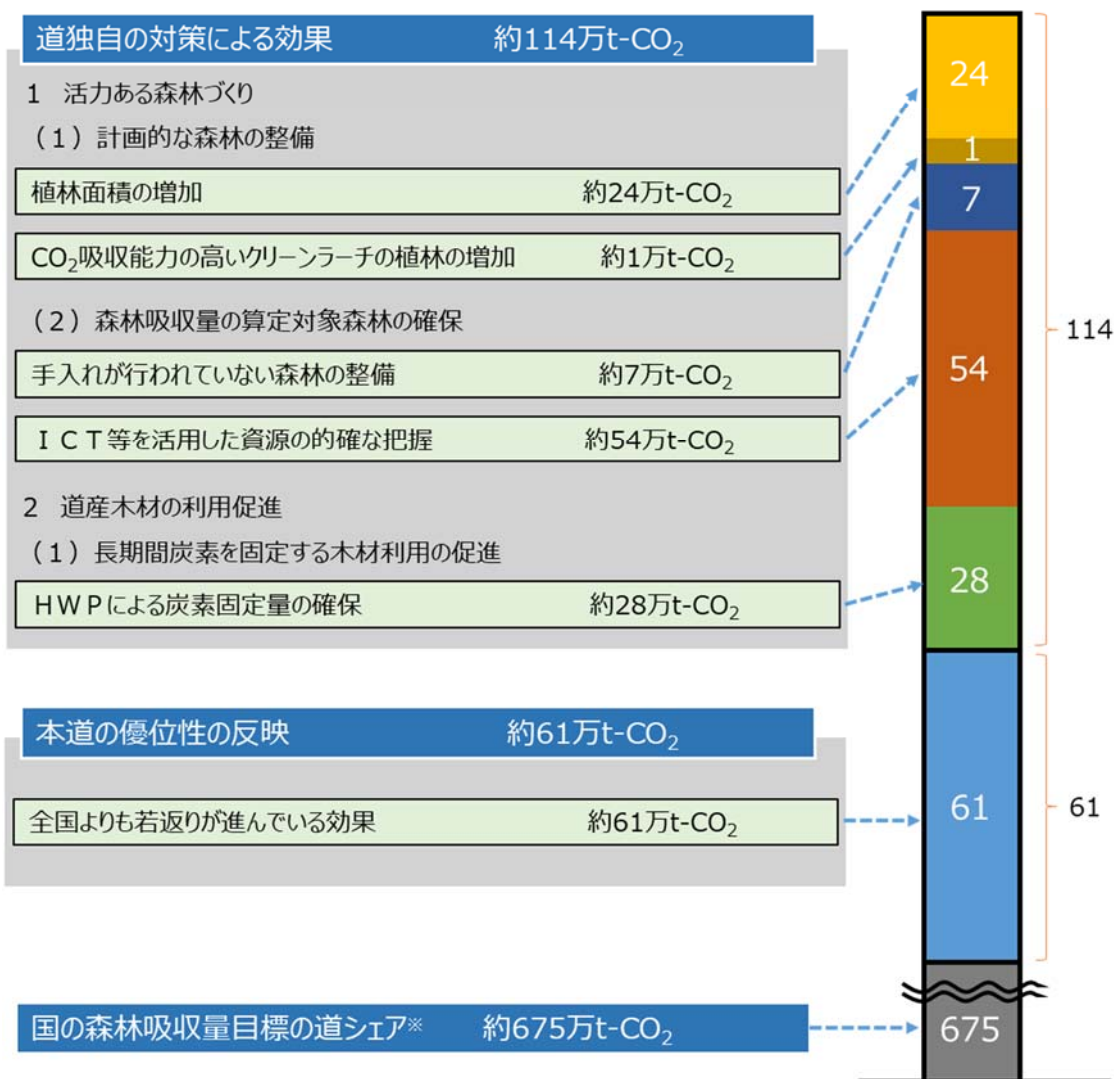 道独自の対策による効果 約114万t-CO₂
1 活力ある森林づくり
(1)計画的な森林の整備
植林面積の増加 約24万t-CO₂
CO₂吸収能力の高いクリーンラーチの植林の増加 約1万t-CO₂
(2)森林吸収量の算定対象森林の確保
手入れが行われていない森林の整備 約7万t-CO₂
ICT等を活用した資源の的確な把握 約54万t-CO₂
2 道産木材の利用促進
(1)長期間炭素を固定する木材利用の促進
HWPによる炭素固定量の確保 約28万t-CO₂
本道の優位性の反映 約61万t-CO₂
全国よりも若返りが進んでいる効果 約61万t-CO₂
国の森林吸収量目標の道シェア※ 約675万t-CO₂
24
1
7
54
28
61
675
114
61